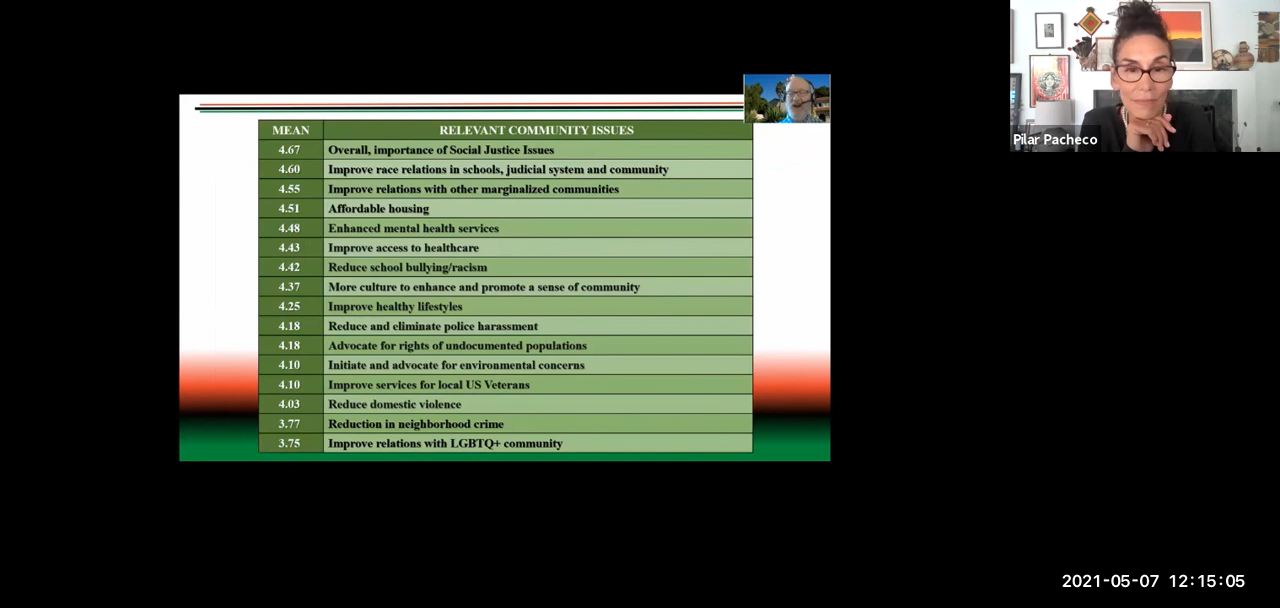 MEAN RELEVANT COMMUNITY ISSUES
4.67 Overall, importance of Social Justice Issues
4.60 Improve race relations in schools, judicial system and community
4.55 Improve relations with other marginalized communities
4.51 Affordable housing
4.48 Enhanced mental health services
4.43 Improve access to healthcare
4.42 Reduce school bullying/racism
4.37 More culture to enhance and promote a sense of community
4.25 Improve healthy lifestyles
4.18 Reduce and eliminate police harassment
4.18 Advocate for rights of undocumented populations
4.10 Initiate and advocate for environmental concerns
4.10 Improve services for local US Veterans
4.03 Reduce domestic violence
3.77 Reduction in neighborhood crime
3.75 Improve relations with LGBTQ+ community
Pilar Pacheco
2021-05-07 12:15:05